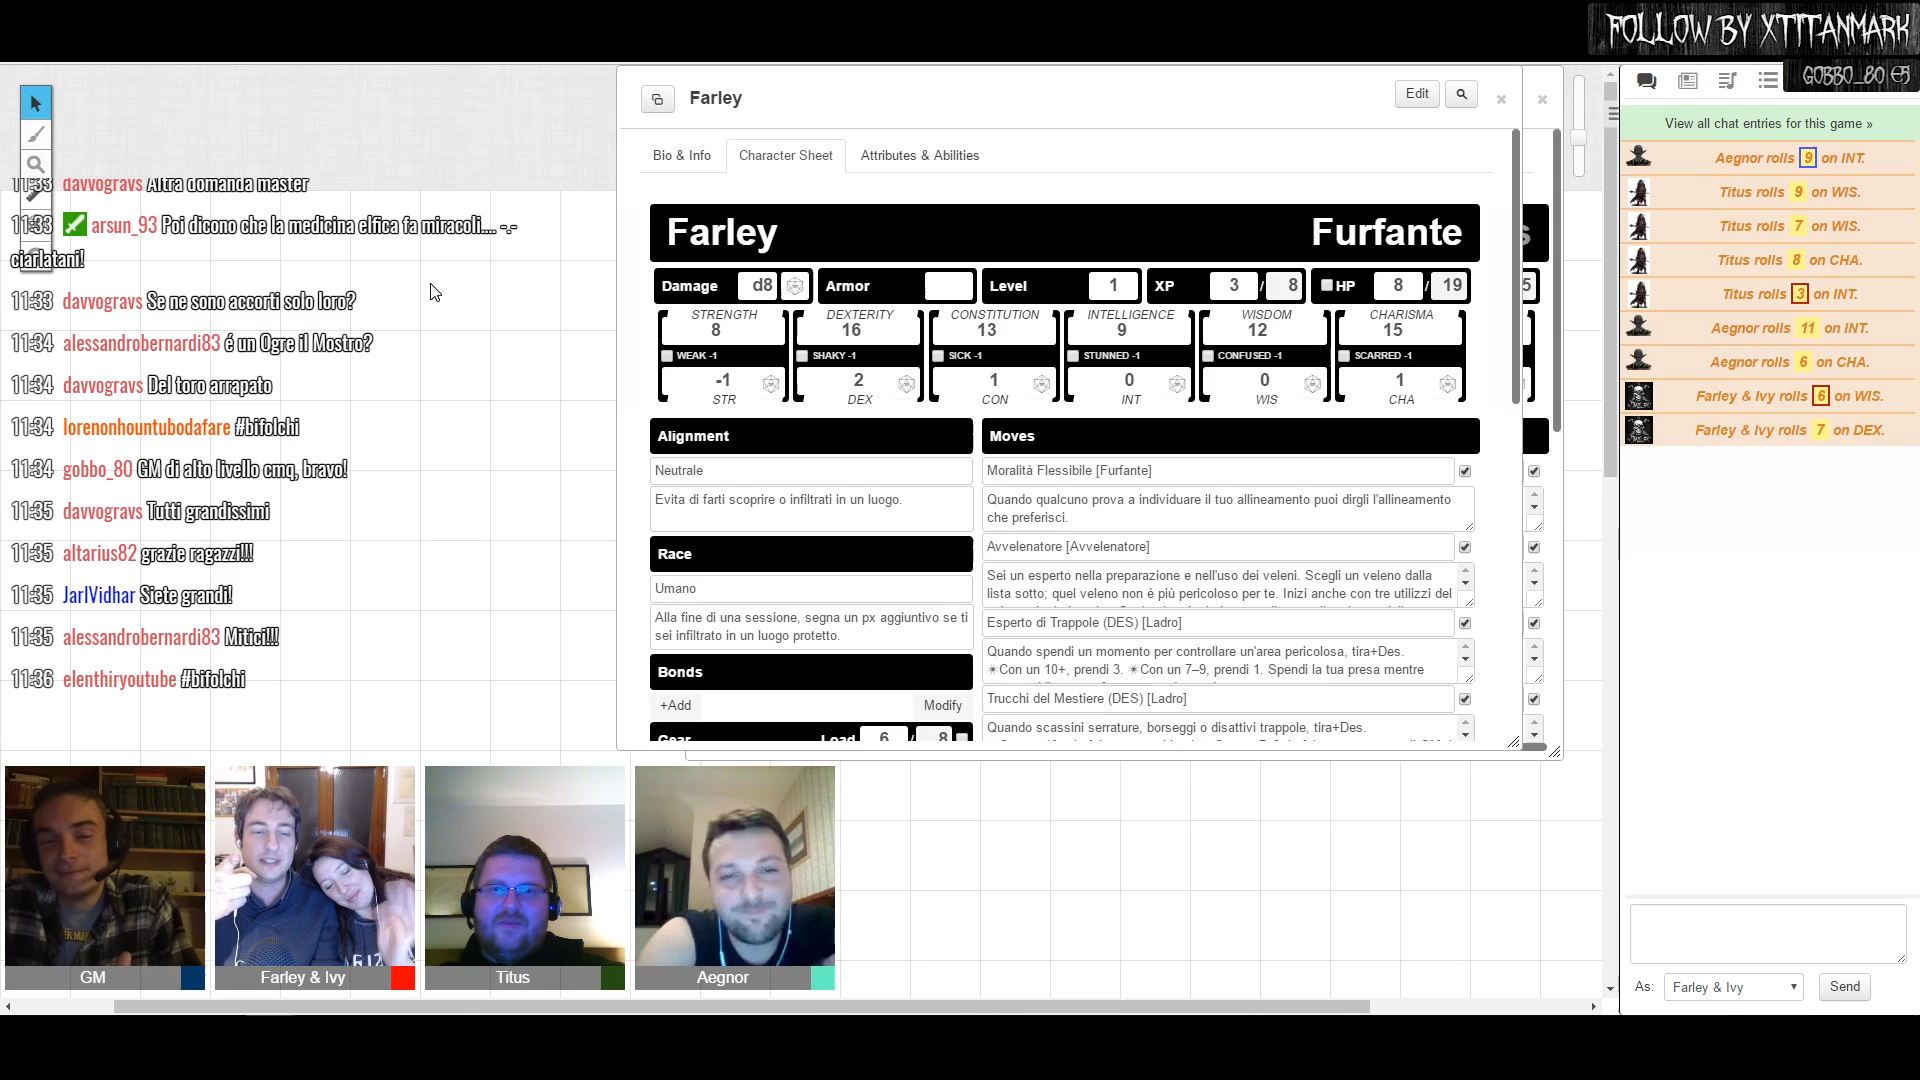 FOLLOW BY XTITANMARK
GOBBO_80
11:33 davvogravs Altra domanda master
11:33 arsun_93 Poi dicono che la medicina elfica fa miracoli.... -.-
ciarlatani!
11:33 davvogravs Se ne sono accorti solo loro?
11:34 alessandrobernardi83 é un Ogre il Mostro?
11:34 davvogravs Del toro arrapato
11:34 lorenonhountubodafare #bifolchi
11:34 gobbo_80 GM di alto livello cmq, bravo!
11:35 davvogravs Tutti grandissimi
11:35 altarius82 grazie ragazzi!!!
11:35 JarlVidhar Siete grandi!
11:35 alessandrobernardi83 Mitici!!!
11:36 elenthiryoutube #bifolchi
Farley
Edit
Bio & Info Character Sheet Attributes & Abilities
Farley Furfante
Damage d8 Armor Level 1 XP 3 / 8 HP 8 / 19
5
STRENGTH DEXTERITY CONSTITUTION INTELLIGENCE WISDOM CHARISMA
8 16 13 9 12 15
WEAK -1 SHAKY -1 SICK -1 STUNNED -1 CONFUSED -1 SCARRED -1
-1 2 1 0 0 1
STR DEX CON INT WIS CHA
Alignment
Neutrale
Evita di farti scoprire o infiltrati in un luogo.
Race
Umano
Alla fine di una sessione, segna un px aggiuntivo se ti
sei infiltrato in un luogo protetto.
Bonds
+Add Modify
Gear Load 6 / 8
Moves
Moralità Flessibile [Furfante]
Quando qualcuno prova a individuare il tuo allineamento puoi dirgli l'allineamento
che preferisci.
Avvelenatore [Avvelenatore]
Sei un esperto nella preparazione e nell'uso dei veleni. Scegli un veleno dalla
lista sotto; quel veleno non è più pericoloso per te. Inizi anche con tre utilizzi del
Esperto di Trappole (DES) [Ladro]
Quando spendi un momento per controllare un'area pericolosa, tira+Des.
✴Con un 10+, prendi 3. ✴Con un 7–9, prendi 1. Spendi la tua presa mentre
Trucchi del Mestiere (DES) [Ladro]
Quando scassini serrature, borseggi o disattivi trappole, tira+Des.
View all chat entries for this game »
Aegnor rolls 9 on INT.
Titus rolls 9 on WIS.
Titus rolls 7 on WIS.
Titus rolls 8 on CHA.
Titus rolls 3 on INT.
Aegnor rolls 11 on INT.
Aegnor rolls 6 on CHA.
Farley & Ivy rolls 6 on WIS.
Farley & Ivy rolls 7 on DEX.
As: Farley & Ivy Send
GM
Farley & Ivy
Titus
Aegnor